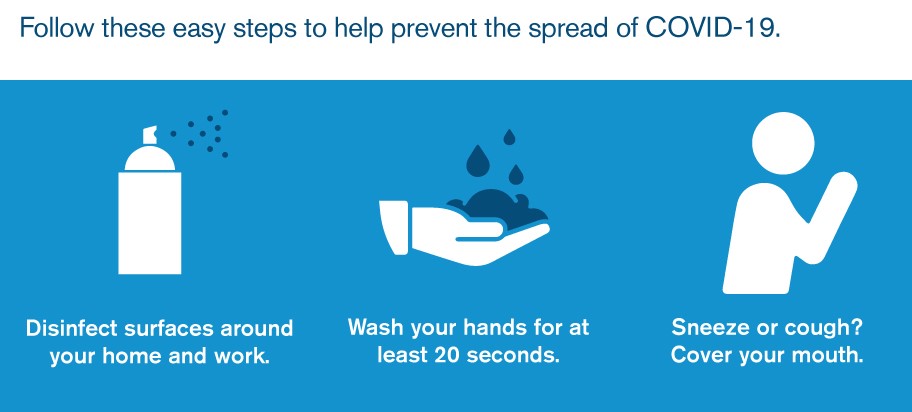 Follow these easy steps to help prevent the spread of COVID-19.
Disinfect surfaces around
your home and work.
Wash your hands for at
least 20 seconds.
Sneeze or cough?
Cover your mouth.